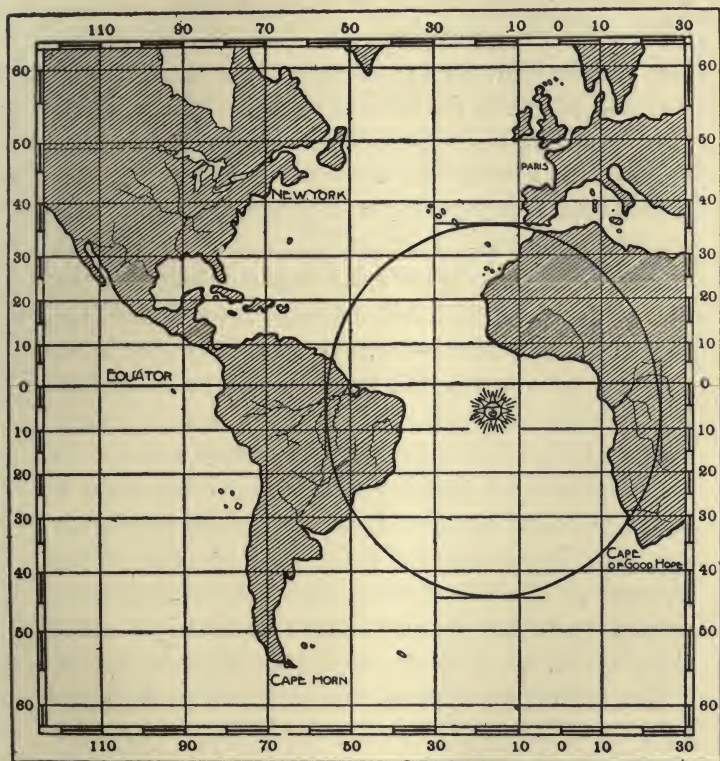 110 90 70 50 30 10 0 10 30
60 60
50 50
PARIS
NEW YORK
40 40
30 30
20 20
10 10
EQUATOR
0 0
10 10
20 20
30 30
CAPE
OF GOOD HOPE
40 40
50 50
CAPE HORN
60 60
110 90 70 50 30 10 0 10 30